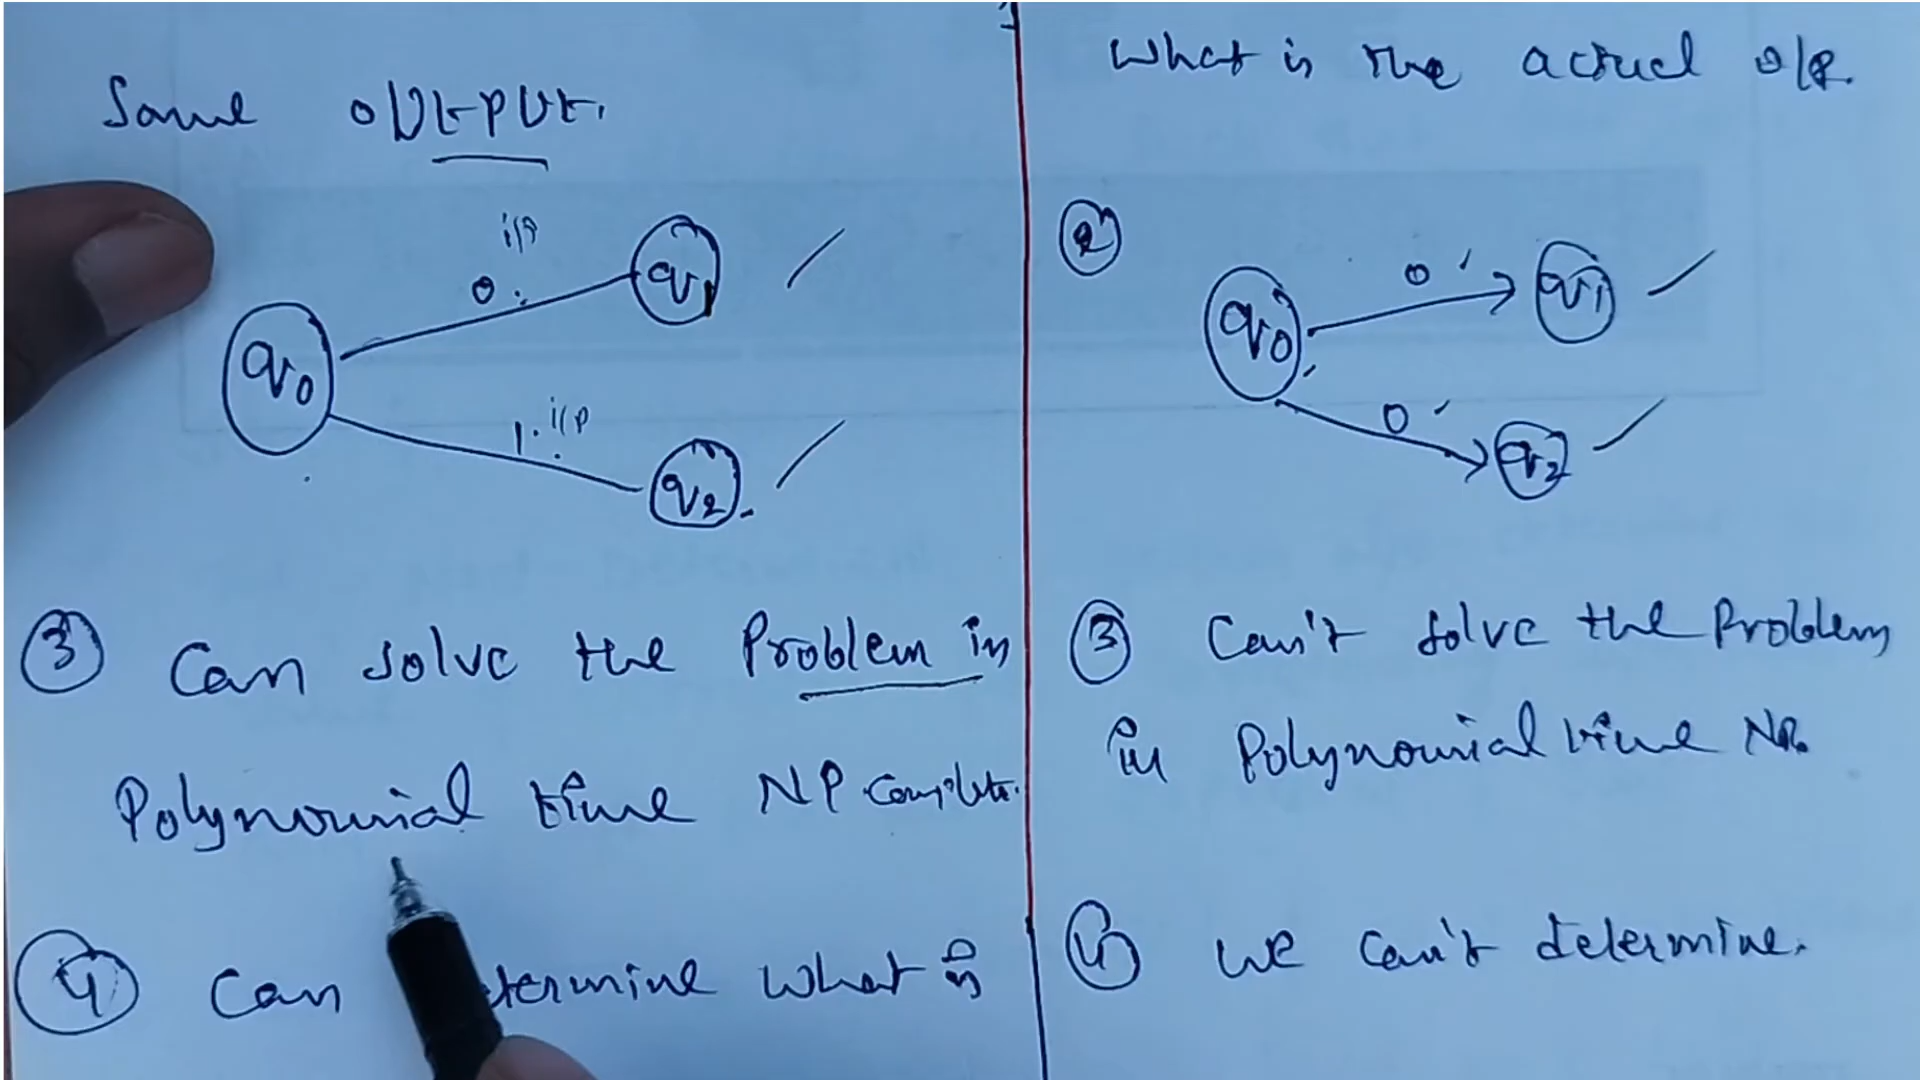 Same output.
i/p
0
q1
q0
1 i/p
q2
③ Can solve the Problem in
Polynomial time NP complete.
④ Can what is
What is the actual o/p.
②
0
q1
q0
0
q2
③ Can't solve the Problem
in Polynomial time NP.
④ we can't determine.